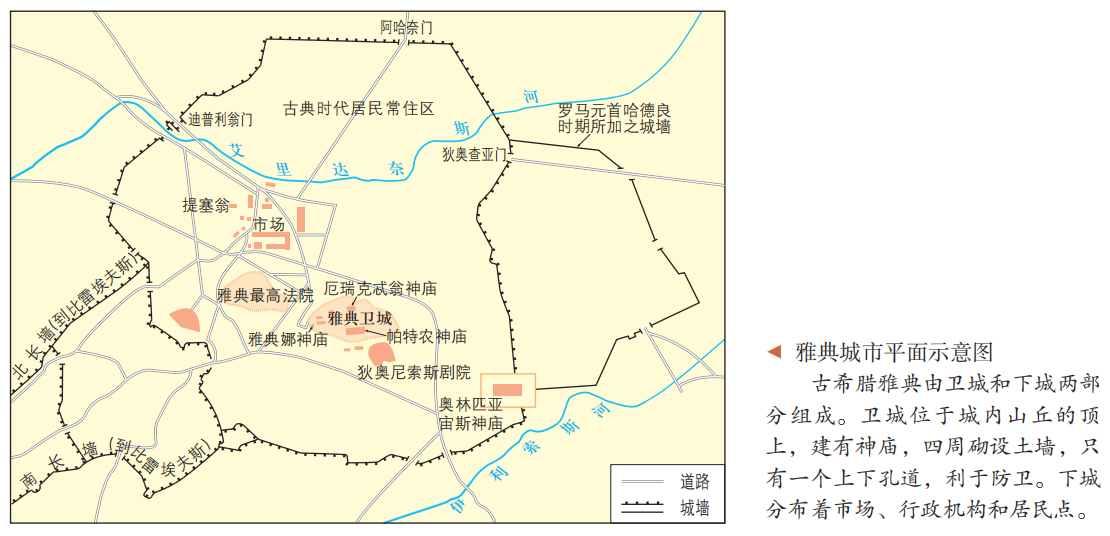 阿哈奈门
古典时代居民常住区
迪普利翁门
艾里达奈斯河
罗马元首哈德良
时期所加之城墙
狄奥查亚门
提塞翁
市场
北长墙(到比雷埃夫斯)
雅典最高法院
厄瑞克忒翁神庙
雅典卫城
雅典娜神庙
帕特农神庙
狄奥尼索斯剧院
奥林匹亚
宙斯神庙
南长墙(到比雷埃夫斯)
伊利索斯河
道路
城墙
雅典城市平面示意图
古希腊雅典由卫城和下城两部
分组成。卫城位于城内山丘的顶
上，建有神庙，四周砌设土墙，只
有一个上下孔道，利于防卫。下城
分布着市场、行政机构和居民点。